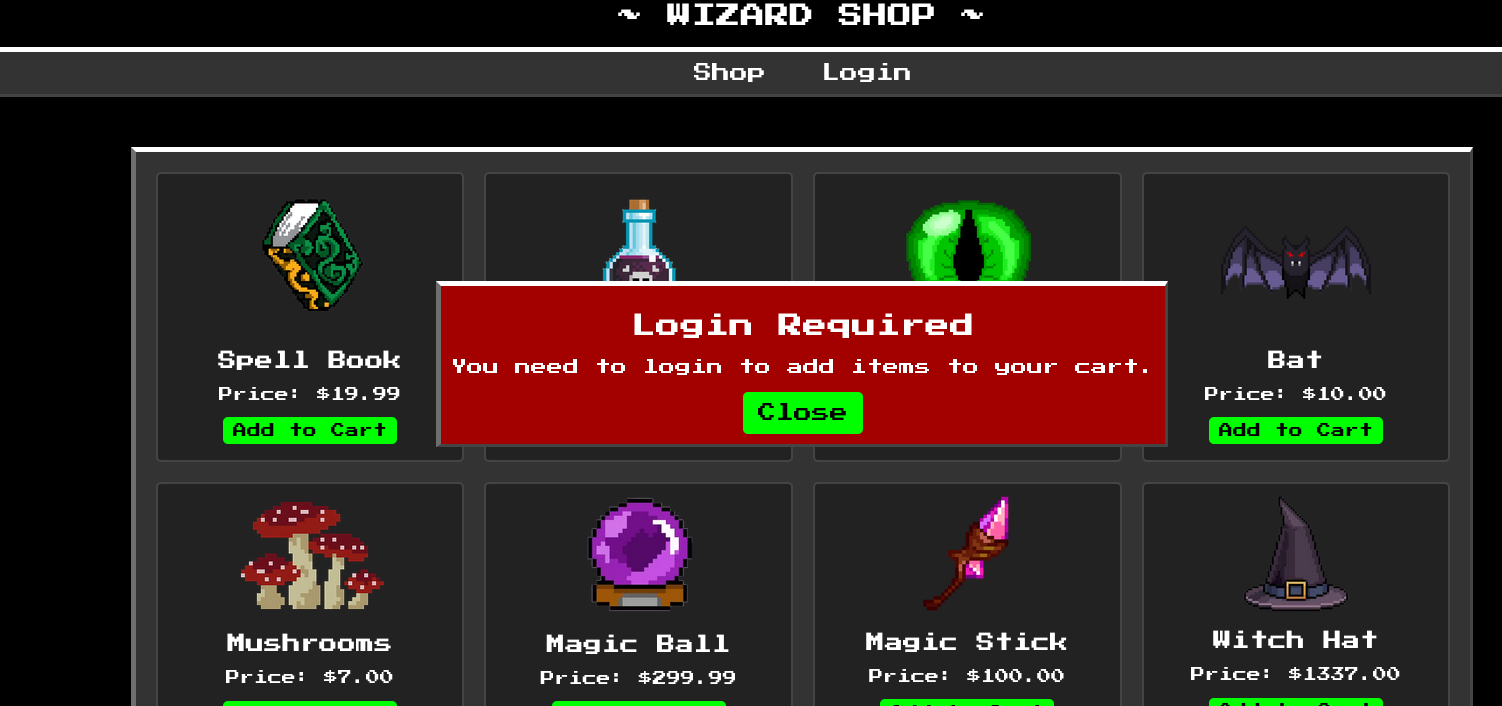 ~ WIZARD SHOP ~
Shop Login
Login Required
You need to login to add items to your cart.
Close
Spell Book
Price: $19.99
Add to Cart
Bat
Price: $10.00
Add to Cart
Mushrooms
Price: $7.00
Magic Ball
Price: $299.99
Magic Stick
Price: $100.00
Witch Hat
Price: $1337.00